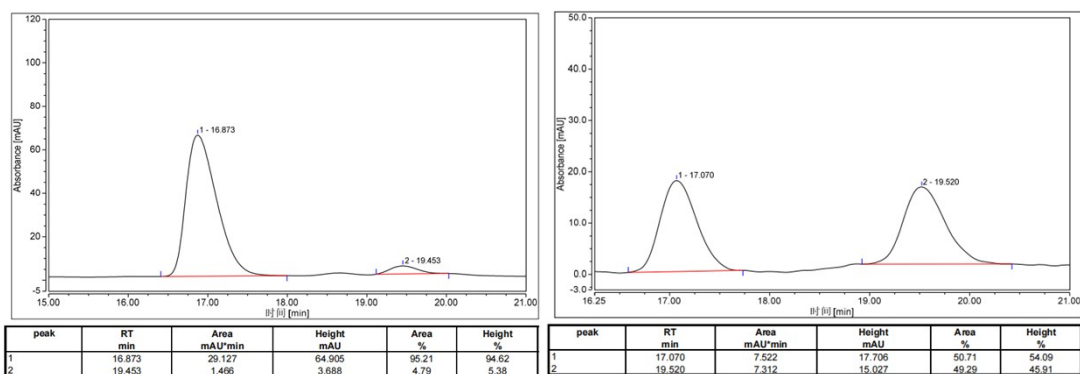 120
100
80
60
40
20
-5
Absorbance [mAU]
1 - 16.873
2 - 19.453
15.00 16.00 17.00 18.00 19.00 20.00 21.00
[min]
peak RT Area Height Area Height
min mAU*min mAU % %
1 16.873 29.127 64.905 95.21 94.62
2 19.453 1.466 3.688 4.79 5.38
50.0
40.0
30.0
20.0
10.0
0.0
-3.0
Absorbance [mAU]
1 - 17.070
2 - 19.520
16.25 17.00 18.00 19.00 20.00 21.00
[min]
peak RT Area Height Area Height
min mAU*min mAU % %
1 17.070 7.522 17.706 50.71 54.09
2 19.520 7.312 15.027 49.29 45.91